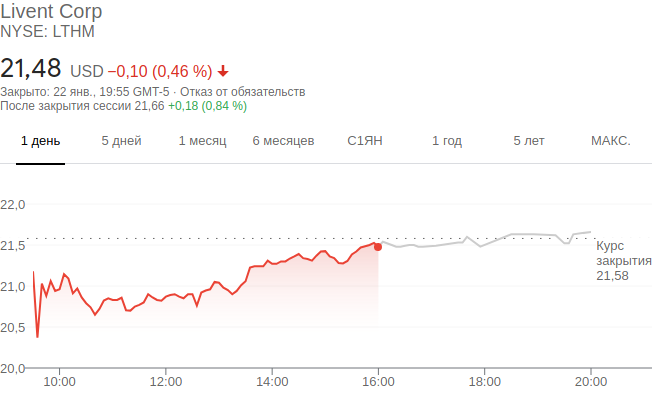 Livent Corp
NYSE: LTHM
21,48 USD −0,10 (0,46 %)
Закрыто: 22 янв., 19:55 GMT-5 · Отказ от обязательств
После закрытия сессии 21,66 +0,18 (0,84 %)
1 день 5 дней 1 месяц 6 месяцев С1ЯН 1 год 5 лет МАКС.
22,0
21,5
Курс
закрытия
21,58
21,0
20,5
20,0
10:00 12:00 14:00 16:00 18:00 20:00